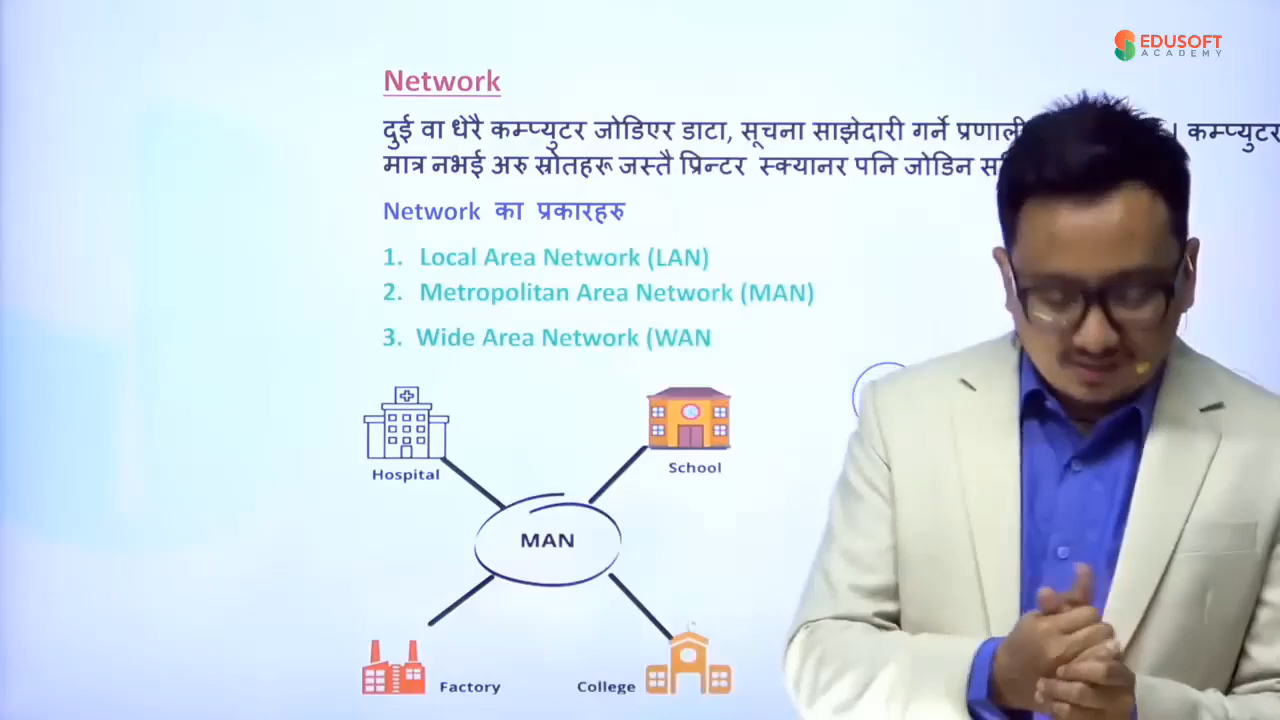 EDUSOFT
ACADEMY
Network
दुई वा धेरै कम्प्युटर जोडिएर डाटा, सूचना साझेदारी गर्ने प्रणाली । कम्प्युटर
मात्र नभई अरु स्रोतहरू जस्तै प्रिन्टर स्क्यानर पनि जोडिन
Network का प्रकारहरु
1. Local Area Network (LAN)
2. Metropolitan Area Network (MAN)
3. Wide Area Network (WAN
Hospital
School
MAN
Factory
College